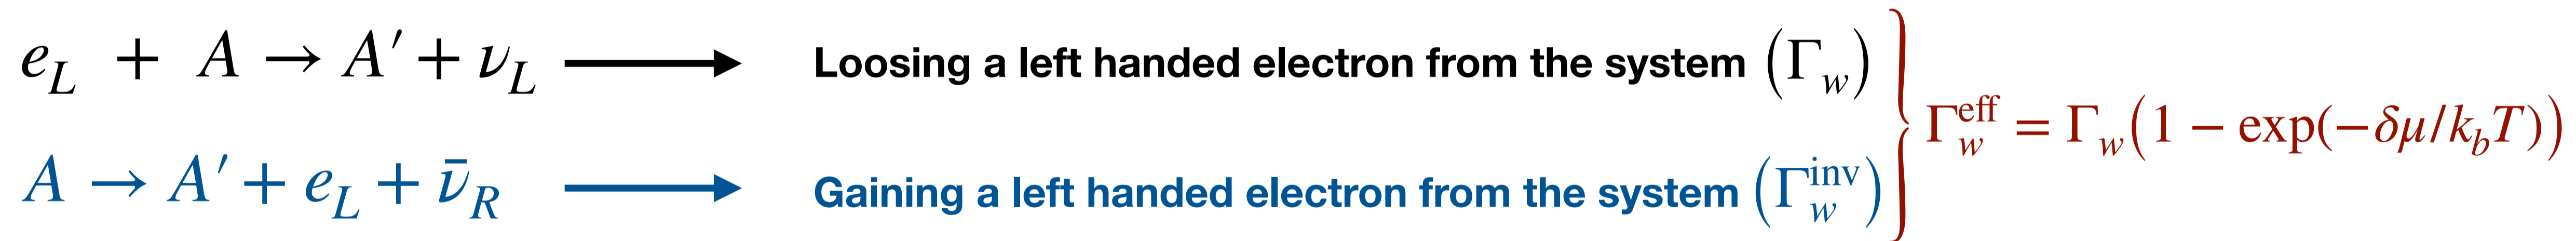 e_L + A → A′ + ν_L ⟶ Loosing a left handed electron from the system (Γ_w)
A → A′ + e_L + ν̄_R ⟶ Gaining a left handed electron from the system (Γ_w^inv)
Γ_w^eff = Γ_w(1 − exp(−δμ/k_bT))